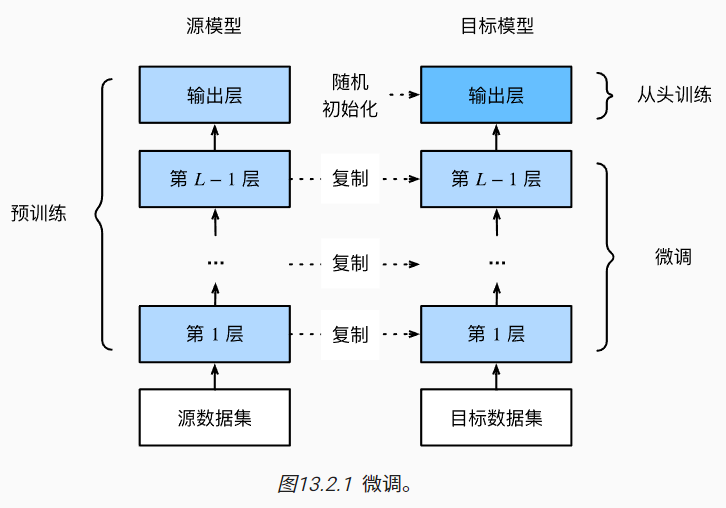 源模型
目标模型
输出层
随机
初始化
输出层
从头训练
第 L − 1 层
复制
第 L − 1 层
预训练
...
复制
...
微调
第 1 层
复制
第 1 层
源数据集
目标数据集
图13.2.1 微调。